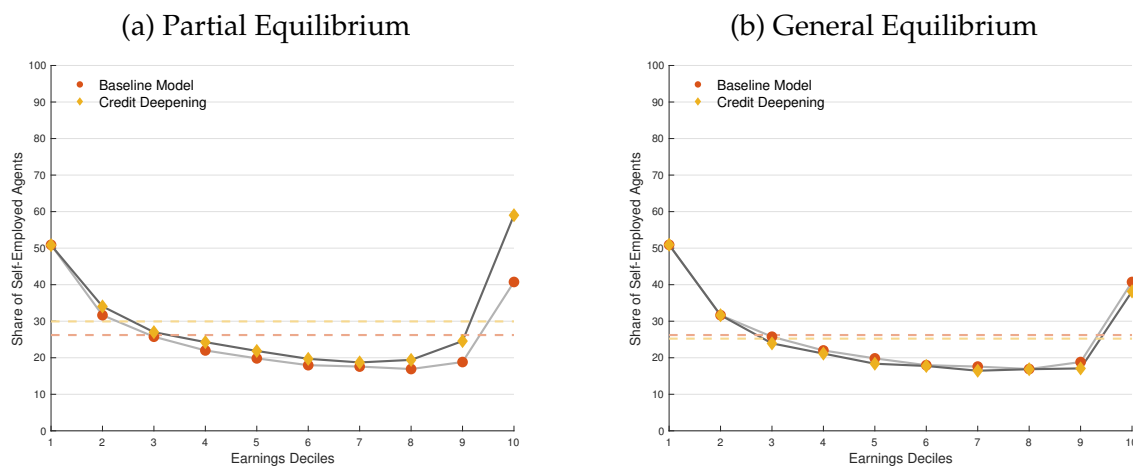 (a) Partial Equilibrium
Baseline Model
Credit Deepening
Share of Self-Employed Agents
100
90
80
70
60
50
40
30
20
10
0
1 2 3 4 5 6 7 8 9 10
Earnings Deciles
(b) General Equilibrium
Baseline Model
Credit Deepening
Share of Self-Employed Agents
100
90
80
70
60
50
40
30
20
10
0
1 2 3 4 5 6 7 8 9 10
Earnings Deciles